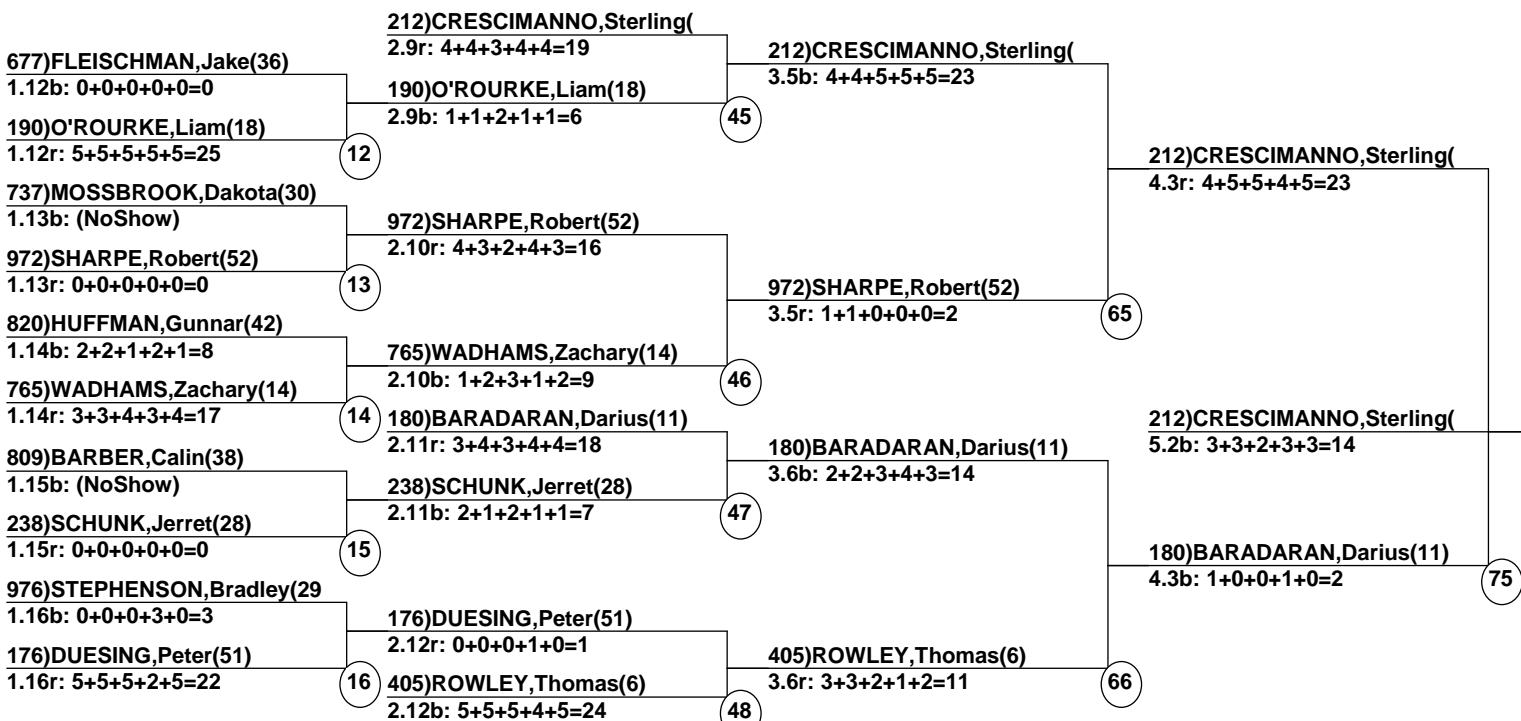 677)FLEISCHMAN,Jake(36)
1.12b: 0+0+0+0+0=0
190)O'ROURKE,Liam(18)
1.12r: 5+5+5+5+5=25
12
737)MOSSBROOK,Dakota(30)
1.13b: (NoShow)
972)SHARPE,Robert(52)
1.13r: 0+0+0+0+0=0
13
820)HUFFMAN,Gunnar(42)
1.14b: 2+2+1+2+1=8
765)WADHAMS,Zachary(14)
1.14r: 3+3+4+3+4=17
14
809)BARBER,Calin(38)
1.15b: (NoShow)
238)SCHUNK,Jerret(28)
1.15r: 0+0+0+0+0=0
15
976)STEPHENSON,Bradley(29
1.16b: 0+0+0+3+0=3
176)DUESING,Peter(51)
1.16r: 5+5+5+2+5=22
16
212)CRESCIMANNO,Sterling(
2.9r: 4+4+3+4+4=19
190)O'ROURKE,Liam(18)
2.9b: 1+1+2+1+1=6
45
972)SHARPE,Robert(52)
2.10r: 4+3+2+4+3=16
765)WADHAMS,Zachary(14)
2.10b: 1+2+3+1+2=9
46
180)BARADARAN,Darius(11)
2.11r: 3+4+3+4+4=18
238)SCHUNK,Jerret(28)
2.11b: 2+1+2+1+1=7
47
176)DUESING,Peter(51)
2.12r: 0+0+0+1+0=1
405)ROWLEY,Thomas(6)
2.12b: 5+5+5+4+5=24
48
212)CRESCIMANNO,Sterling(
3.5b: 4+4+5+5+5=23
972)SHARPE,Robert(52)
3.5r: 1+1+0+0+0=2
65
180)BARADARAN,Darius(11)
3.6b: 2+2+3+4+3=14
405)ROWLEY,Thomas(6)
3.6r: 3+3+2+1+2=11
66
212)CRESCIMANNO,Sterling(
4.3r: 4+5+5+4+5=23
180)BARADARAN,Darius(11)
4.3b: 1+0+0+1+0=2
75
212)CRESCIMANNO,Sterling(
5.2b: 3+3+2+3+3=14